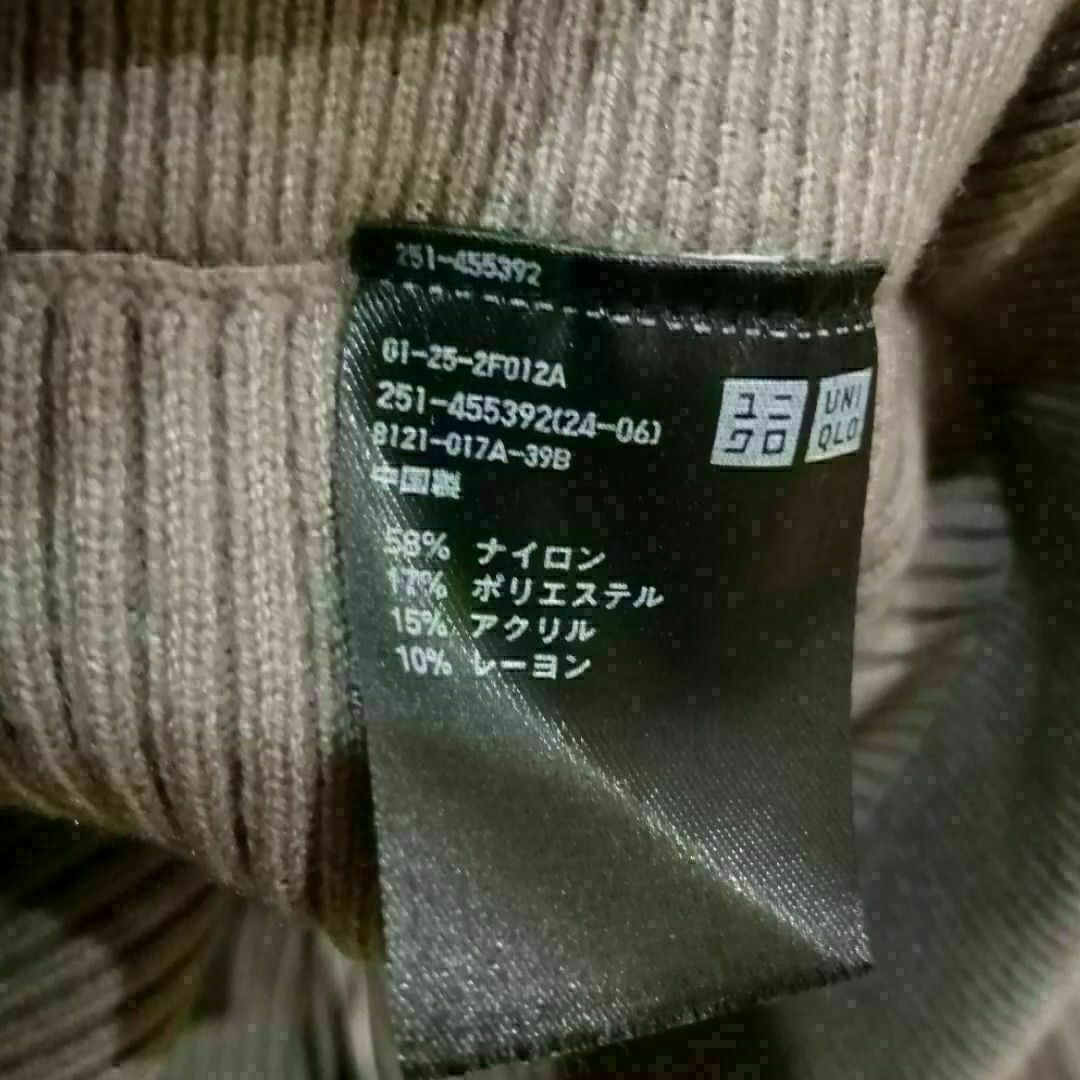 251-455392
01-25-2F012A
251-455392(24-06)
8121-017A-39B
中国製
ユニ
クロ
UNI
QLO
58% ナイロン
17% ポリエステル
15% アクリル
10% レーヨン